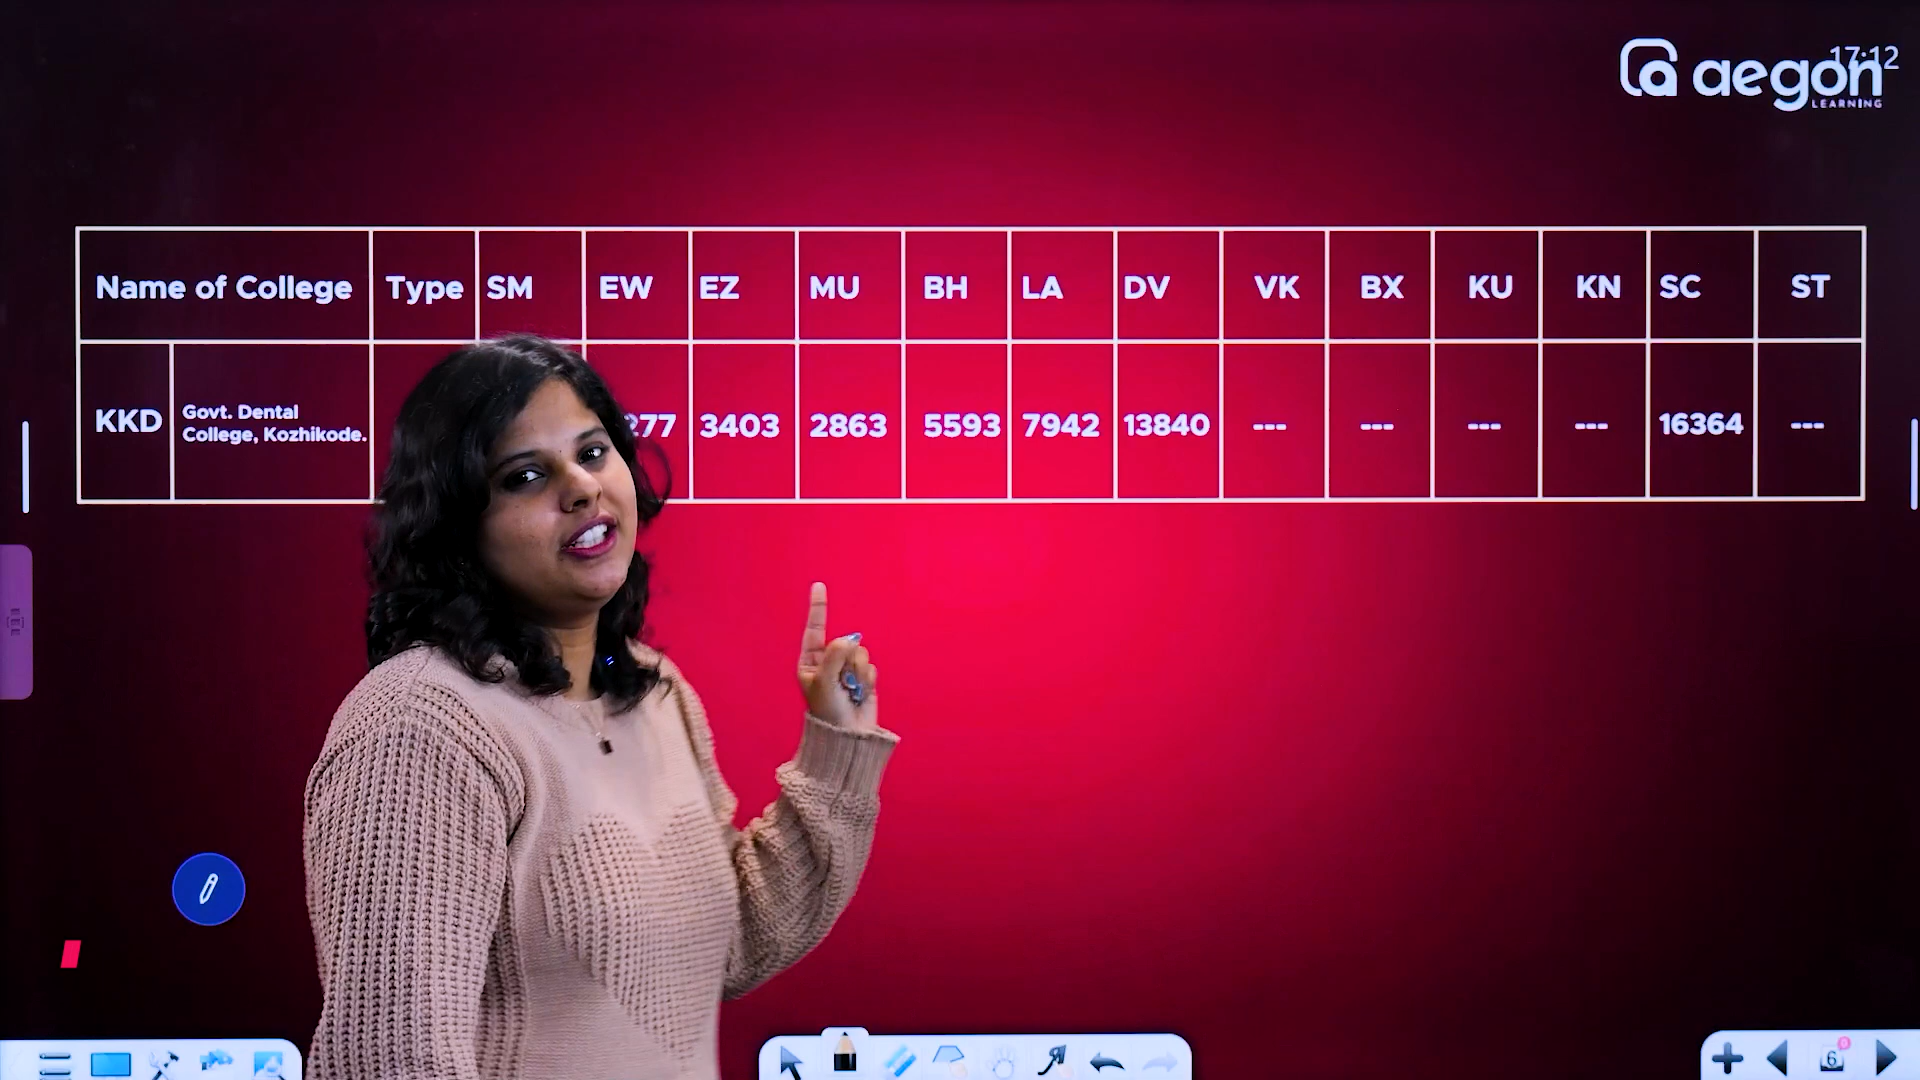 17:12
aegon
LEARNING
Name of College Type SM EW EZ MU BH LA DV VK BX KU KN SC ST
KKD Govt. Dental College, Kozhikode. 3403 2863 5593 7942 13840 --- --- --- --- 16364 ---
6